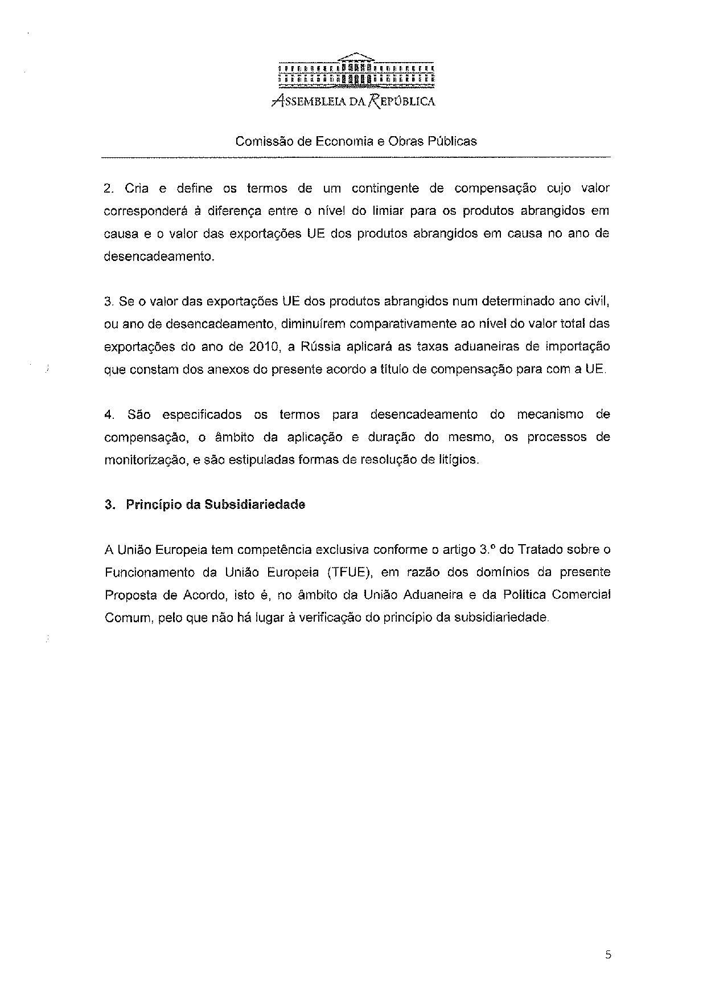 ASSEMBLEIA DA REPÚBLICA
Comissão de Economia e Obras Públicas
2. Cria e define os termos de um contingente de compensação cujo valor
corresponderá à diferença entre o nível do limiar para os produtos abrangidos em
causa e o valor das exportações UE dos produtos abrangidos em causa no ano de
desencadeamento.
3. Se o valor das exportações UE dos produtos abrangidos num determinado ano civil,
ou ano de desencadeamento, diminuírem comparativamente ao nível do valor total das
exportações do ano de 2010, a Rússia aplicará as taxas aduaneiras de importação
que constam dos anexos do presente acordo a título de compensação para com a UE.
4. São especificados os termos para desencadeamento do mecanismo de
compensação, o âmbito da aplicação e duração do mesmo, os processos de
monitorização, e são estipuladas formas de resolução de litígios.
3. Princípio da Subsidiariedade
A União Europeia tem competência exclusiva conforme o artigo 3.º do Tratado sobre o
Funcionamento da União Europeia (TFUE), em razão dos domínios da presente
Proposta de Acordo, isto é, no âmbito da União Aduaneira e da Política Comercial
Comum, pelo que não há lugar à verificação do princípio da subsidiariedade.
5